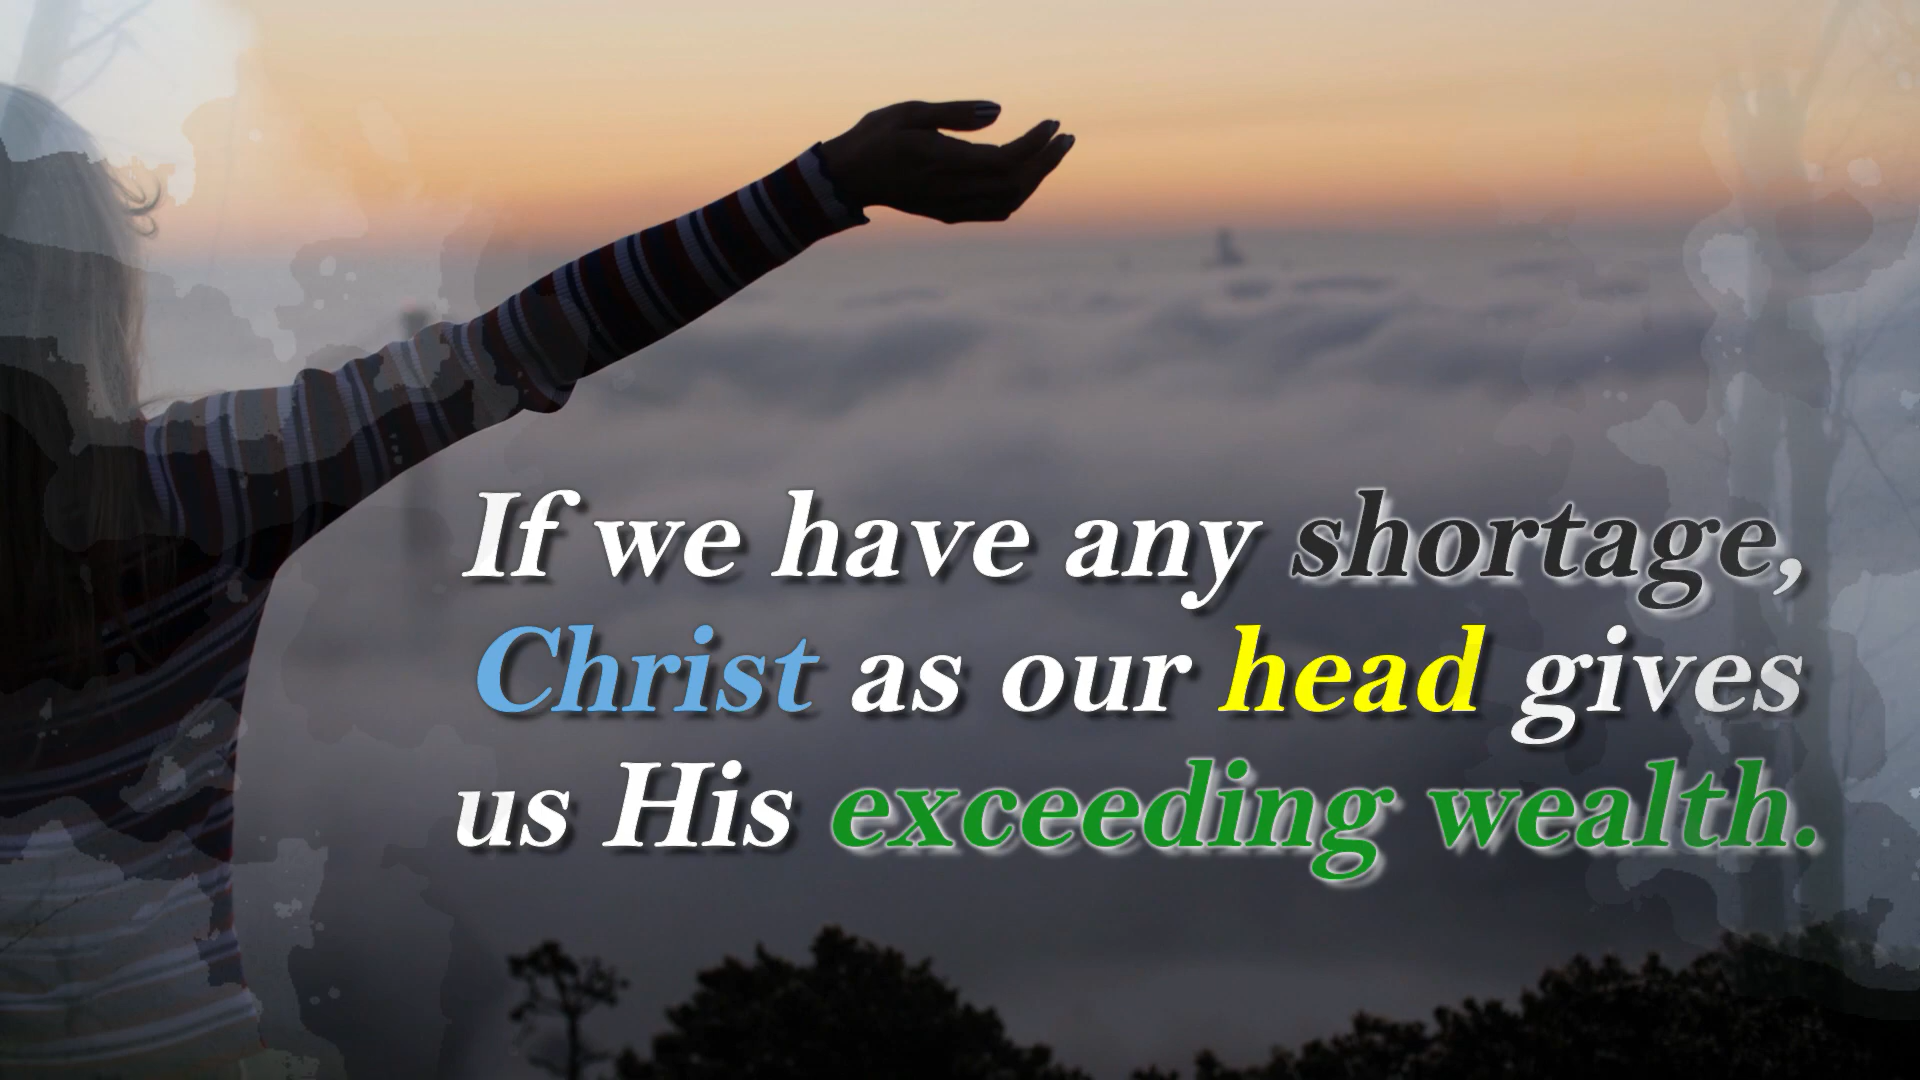 If we have any shortage,
Christ as our head gives
us His exceeding wealth.